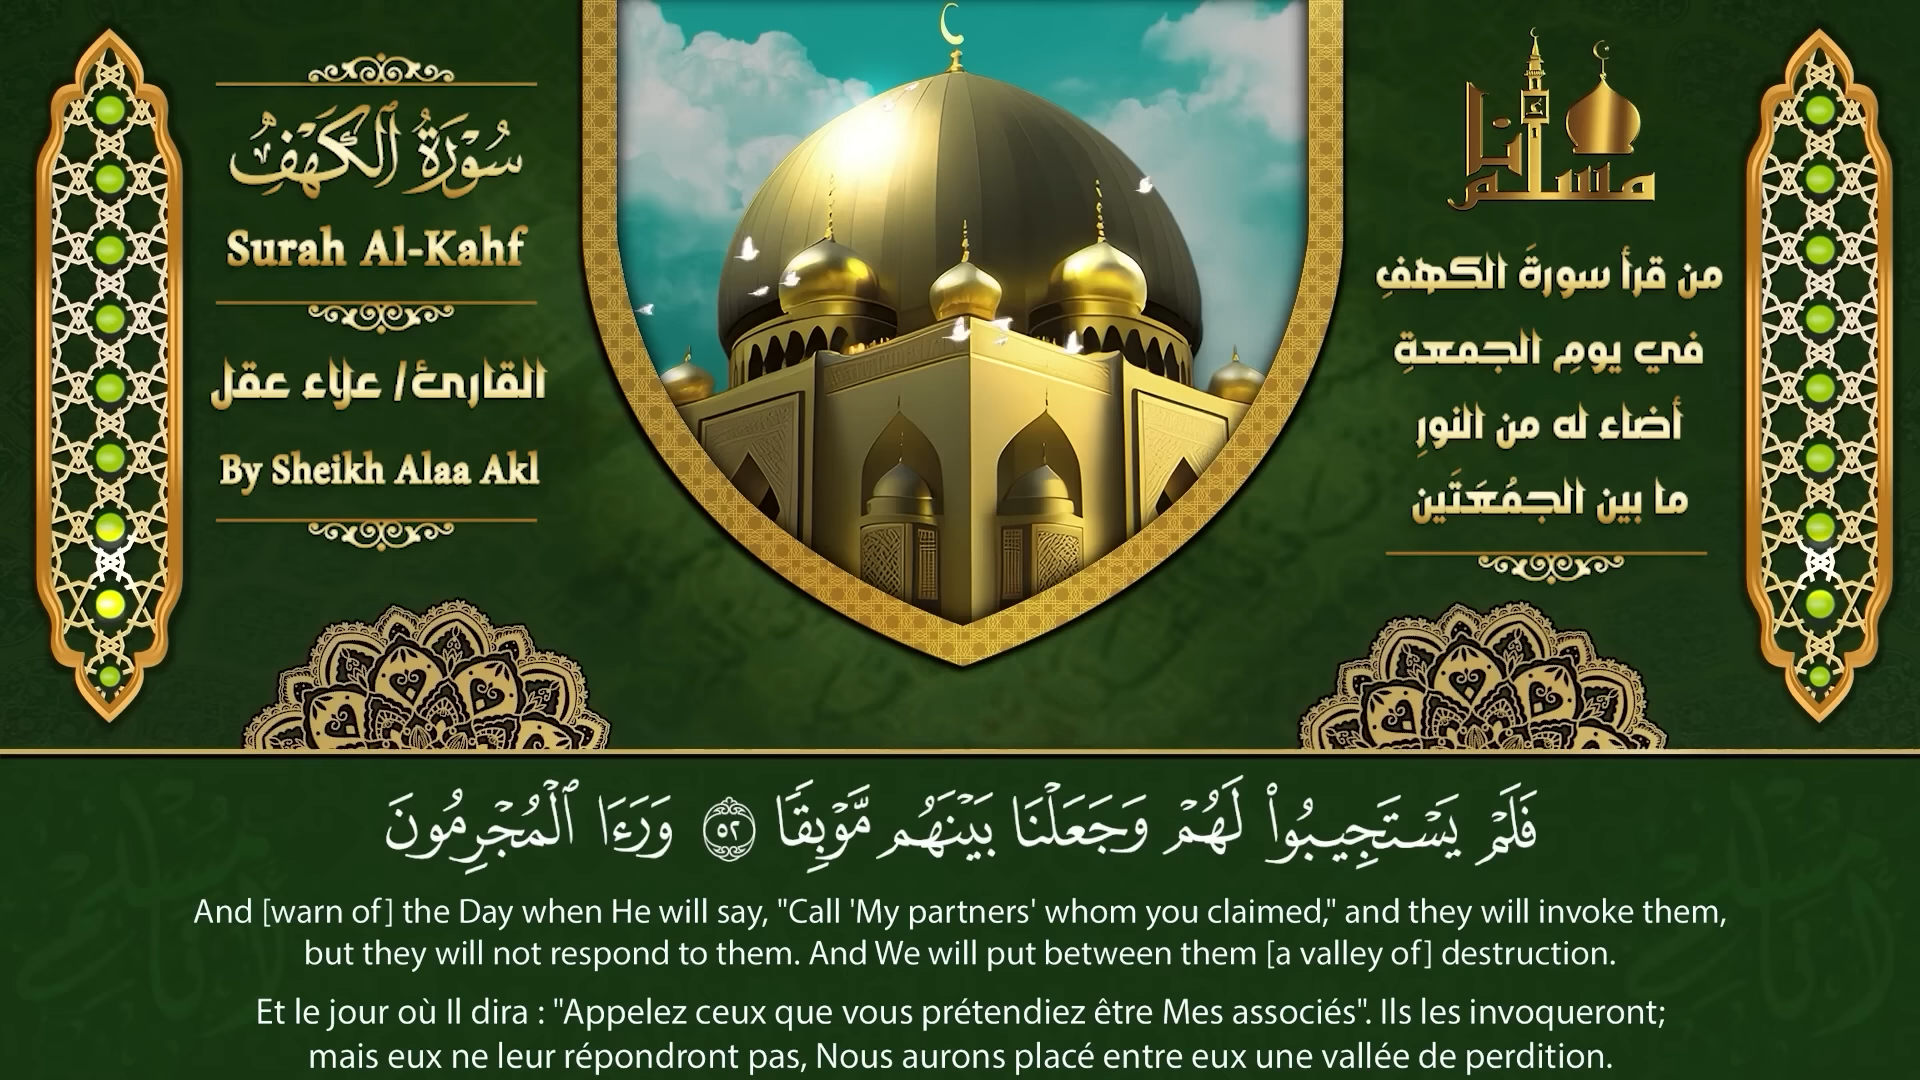 سُورَةُ الكَهْفِ
Surah Al-Kahf
القارئ/ علاء عقل
By Sheikh Alaa Akl
أنا
مسلم
من قرأ سورةَ الكهفِ
في يومِ الجمعةِ
أضاء له من النورِ
ما بين الجمُعَتَين
فَلَمْ يَسْتَجِيبُوا۟ لَهُمْ وَجَعَلْنَا بَيْنَهُم مَّوْبِقًا ٥٢ وَرَءَا ٱلْمُجْرِمُونَ
And [warn of] the Day when He will say, "Call 'My partners' whom you claimed," and they will invoke them,
but they will not respond to them. And We will put between them [a valley of] destruction.
Et le jour où Il dira : "Appelez ceux que vous prétendiez être Mes associés". Ils les invoqueront;
mais eux ne leur répondront pas, Nous aurons placé entre eux une vallée de perdition.